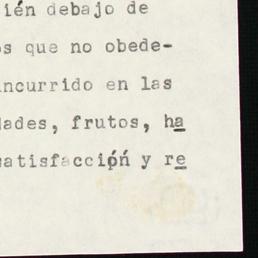 ién debajo de
s que no obede-
ncurrido en las
dades, frutos, ha
atisfacción y re